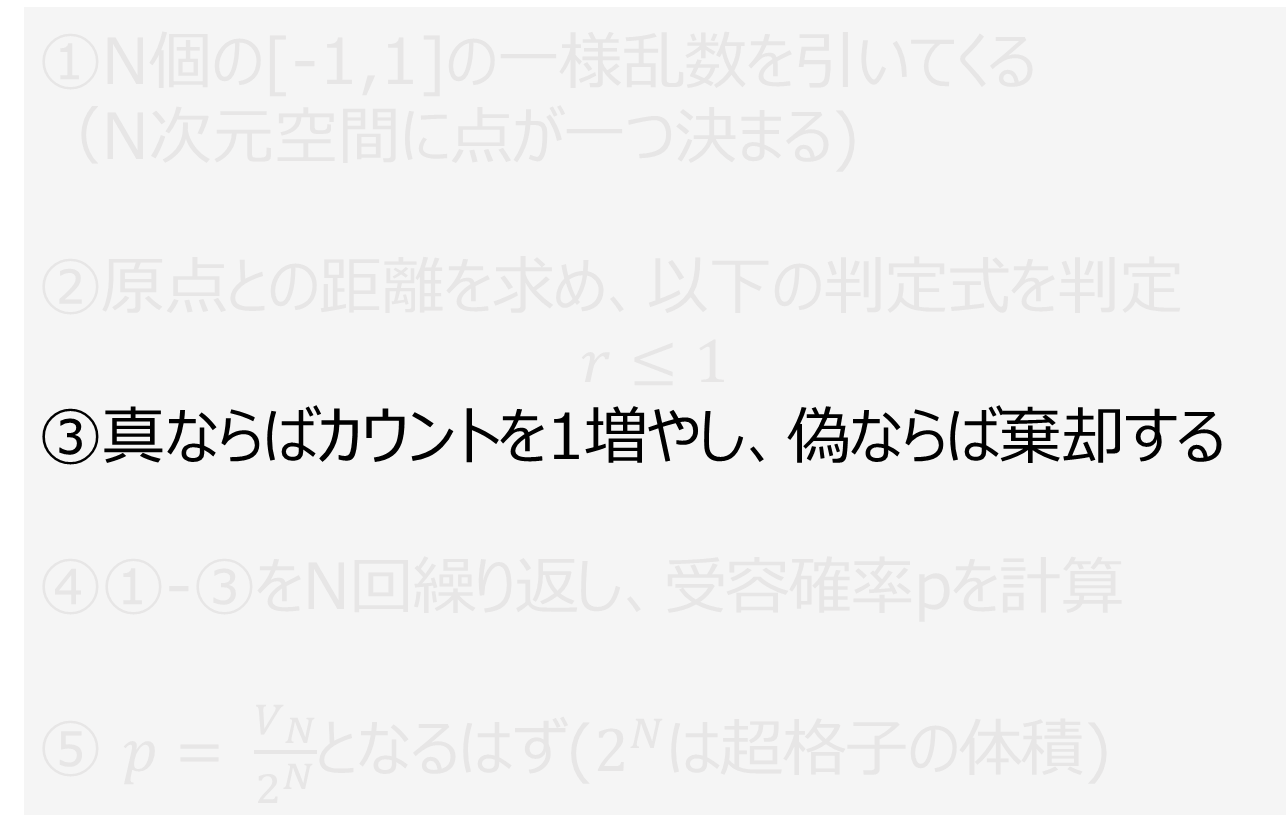 ①N個の[-1,1]の一様乱数を引いてくる
（N次元空間に点が一つ決まる)
②原点との距離を求め、以下の判定式を判定
r ≤ 1
③真ならばカウントを1増やし、偽ならば棄却する
④①-③をN回繰り返し、受容確率pを計算
⑤ p = V_N/2^Nとなるはず(2^Nは超格子の体積)